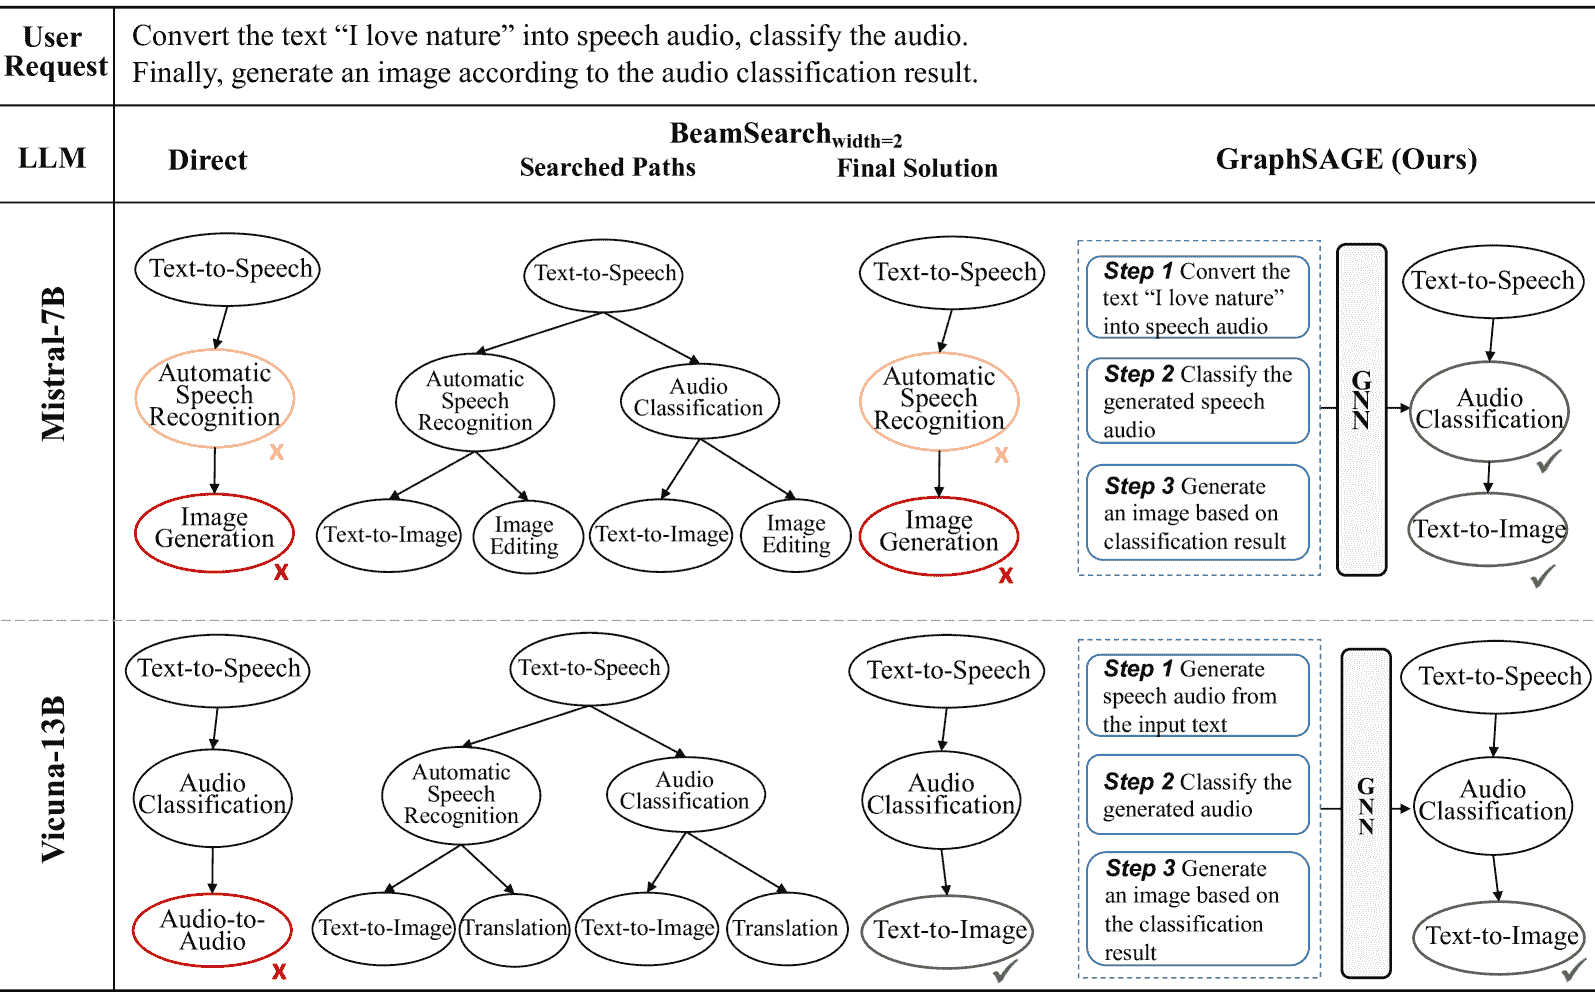 User
Request
Convert the text “I love nature” into speech audio, classify the audio.
Finally, generate an image according to the audio classification result.
LLM
Direct
BeamSearch width=2
Searched Paths
Final Solution
GraphSAGE (Ours)
Mistral-7B
Text-to-Speech
Automatic
Speech
Recognition
X
Image
Generation
X
Text-to-Speech
Automatic
Speech
Recognition
Audio
Classification
Text-to-Image
Image
Editing
Text-to-Image
Image
Editing
Text-to-Speech
Automatic
Speech
Recognition
X
Image
Generation
X
Step 1 Convert the
text “I love nature”
into speech audio
Step 2 Classify the
generated speech
audio
Step 3 Generate
an image based on
classification result
G
N
N
Text-to-Speech
Audio
Classification
Text-to-Image
Vicuna-13B
Text-to-Speech
Audio
Classification
Audio-to-
Audio
X
Text-to-Speech
Automatic
Speech
Recognition
Audio
Classification
Text-to-Image
Translation
Text-to-Image
Translation
Text-to-Speech
Audio
Classification
Text-to-Image
Step 1 Generate
speech audio from
the input text
Step 2 Classify the
generated audio
Step 3 Generate
an image based on
the classification
result
G
N
N
Text-to-Speech
Audio
Classification
Text-to-Image